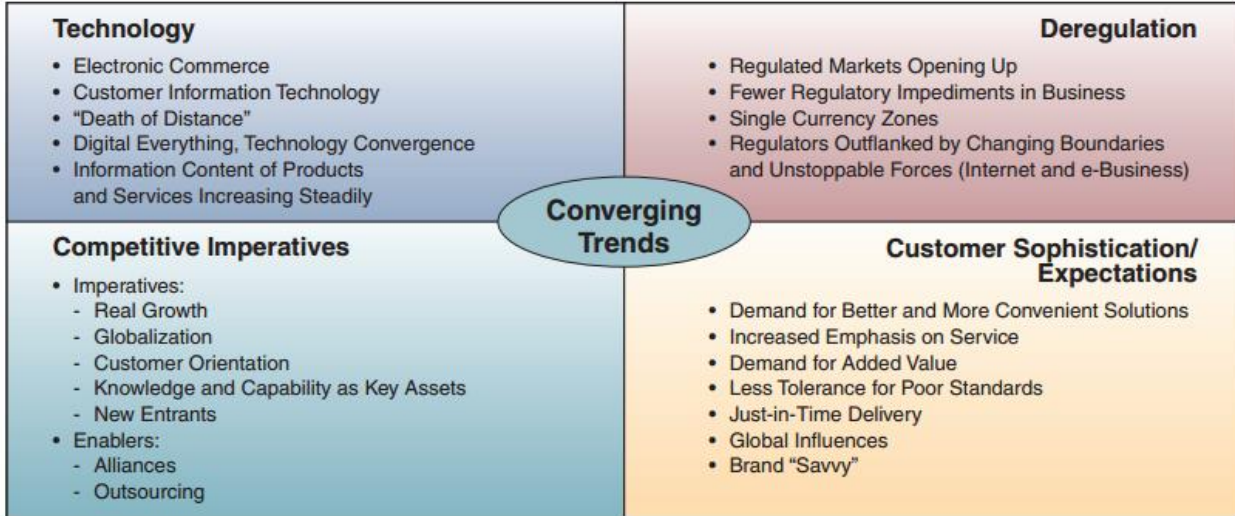 Technology
• Electronic Commerce
• Customer Information Technology
• “Death of Distance”
• Digital Everything, Technology Convergence
• Information Content of Products
and Services Increasing Steadily
Deregulation
• Regulated Markets Opening Up
• Fewer Regulatory Impediments in Business
• Single Currency Zones
• Regulators Outflanked by Changing Boundaries
and Unstoppable Forces (Internet and e-Business)
Converging
Trends
Competitive Imperatives
• Imperatives:
- Real Growth
- Globalization
- Customer Orientation
- Knowledge and Capability as Key Assets
- New Entrants
• Enablers:
- Alliances
- Outsourcing
Customer Sophistication/
Expectations
• Demand for Better and More Convenient Solutions
• Increased Emphasis on Service
• Demand for Added Value
• Less Tolerance for Poor Standards
• Just-in-Time Delivery
• Global Influences
• Brand “Savvy”